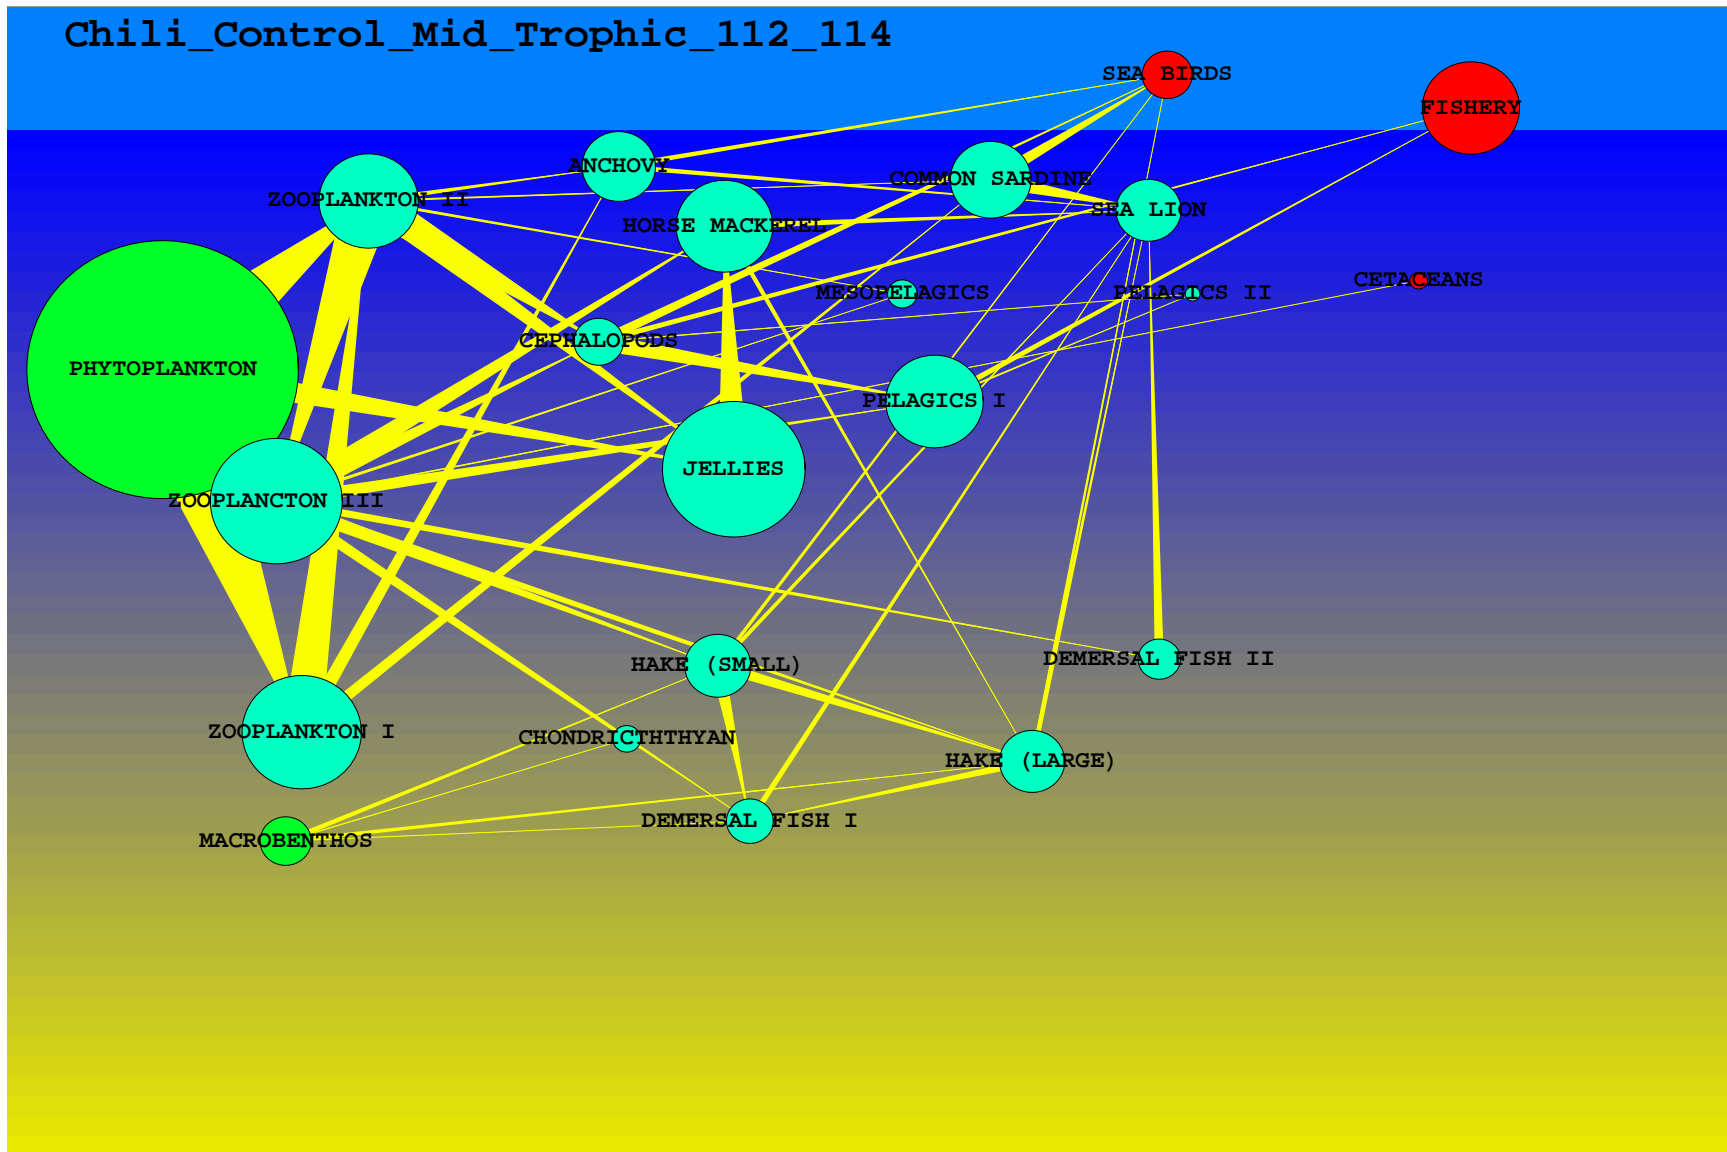 Chili_Control_Mid_Trophic_112_114
SEA BIRDS
FISHERY
ANCHOVY
COMMON SARDINE
ZOOPLANKTON II
SEA LION
HORSE MACKEREL
CETACEANS
MESOPELAGICS
PELAGICS II
CEPHALOPODS
PHYTOPLANKTON
PELAGICS I
JELLIES
ZOOPLANCTON III
DEMERSAL FISH II
HAKE (SMALL)
ZOOPLANKTON I
CHONDRICTHTHYAN
HAKE (LARGE)
DEMERSAL FISH I
MACROBENTHOS